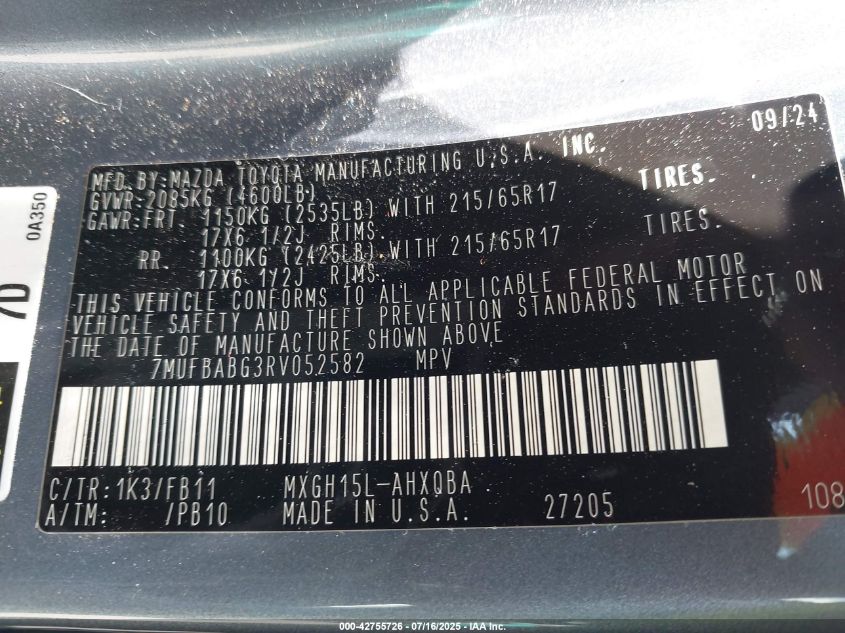 09/24
MFD.BY:MAZDA TOYOTA MANUFACTURING U.S.A. INC.
GVWR:2085KG (4600LB)
GAWR:FRT 1150KG (2535LB) WITH 215/65R17 TIRES.
17X6 1/2J RIMS.
RR. 1100KG (2425LB) WITH 215/65R17 TIRES.
17X6 1/2J RIMS.
THIS VEHICLE CONFORMS TO ALL APPLICABLE FEDERAL MOTOR
VEHICLE SAFETY AND THEFT PREVENTION STANDARDS IN EFFECT ON
THE DATE OF MANUFACTURE SHOWN ABOVE
7MUFBABG3RV052582 MPV
C/TR:1K3/FB11 MXGH15L-AHXQBA
A/TM: /PB10 MADE IN U.S.A. 27205 108
0A350
7D
000-42755726 - 07/16/2025 - IAA Inc.